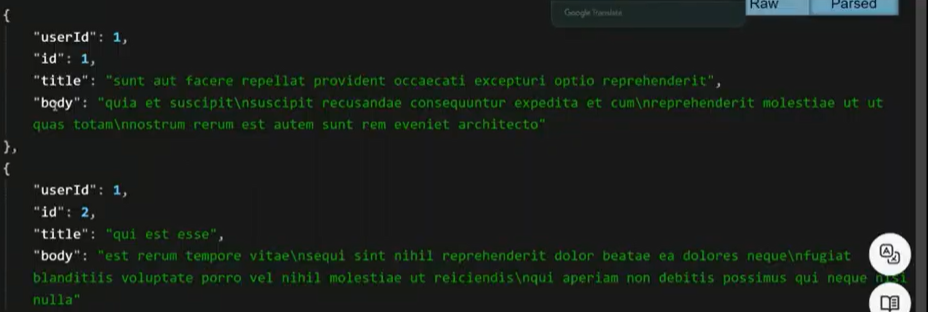 Google Translate
Raw Parsed
{
"userId": 1,
"id": 1,
"title": "sunt aut facere repellat provident occaecati excepturi optio reprehenderit",
"body": "quia et suscipit\nsuscipit recusandae consequuntur expedita et cum\nreprehenderit molestiae ut ut
quas totam\nnostrum rerum est autem sunt rem eveniet architecto"
},
{
"userId": 1,
"id": 2,
"title": "qui est esse",
"body": "est rerum tempore vitae\nsequi sint nihil reprehenderit dolor beatae ea dolores neque\nfugiat
blanditiis voluptate porro vel nihil molestiae ut reiciendis\nqui aperiam non debitis possimus qui neque nisi
nulla"